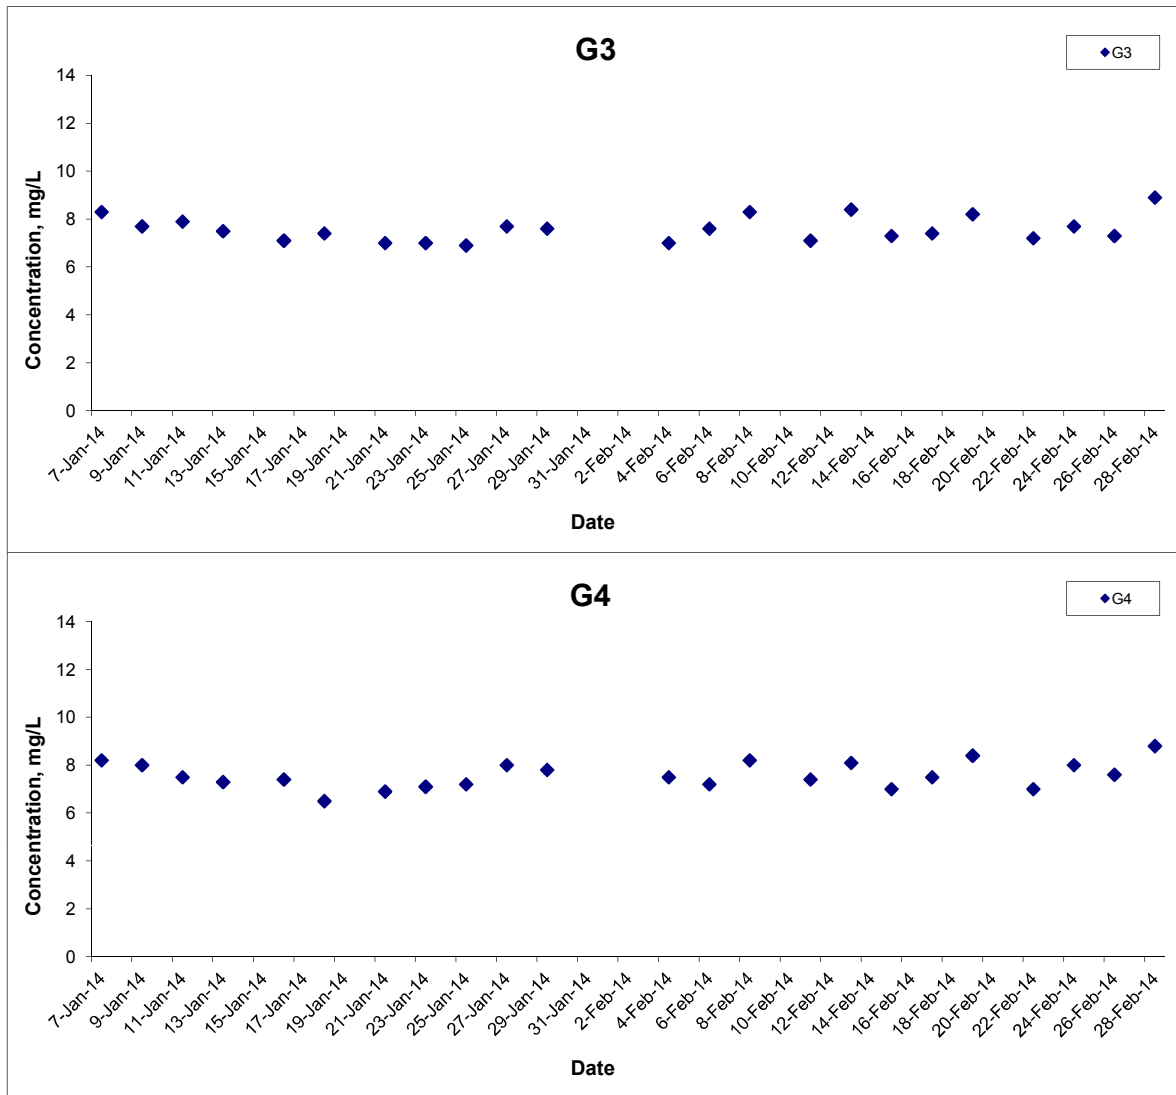 G3
G3
14
12
10
8
6
4
2
0
Concentration, mg/L
7-Jan-14
9-Jan-14
11-Jan-14
13-Jan-14
15-Jan-14
17-Jan-14
19-Jan-14
21-Jan-14
23-Jan-14
25-Jan-14
27-Jan-14
29-Jan-14
31-Jan-14
2-Feb-14
4-Feb-14
6-Feb-14
8-Feb-14
10-Feb-14
12-Feb-14
14-Feb-14
16-Feb-14
18-Feb-14
20-Feb-14
22-Feb-14
24-Feb-14
26-Feb-14
28-Feb-14
Date
G4
G4
14
12
10
8
6
4
2
0
Concentration, mg/L
7-Jan-14
9-Jan-14
11-Jan-14
13-Jan-14
15-Jan-14
17-Jan-14
19-Jan-14
21-Jan-14
23-Jan-14
25-Jan-14
27-Jan-14
29-Jan-14
31-Jan-14
2-Feb-14
4-Feb-14
6-Feb-14
8-Feb-14
10-Feb-14
12-Feb-14
14-Feb-14
16-Feb-14
18-Feb-14
20-Feb-14
22-Feb-14
24-Feb-14
26-Feb-14
28-Feb-14
Date